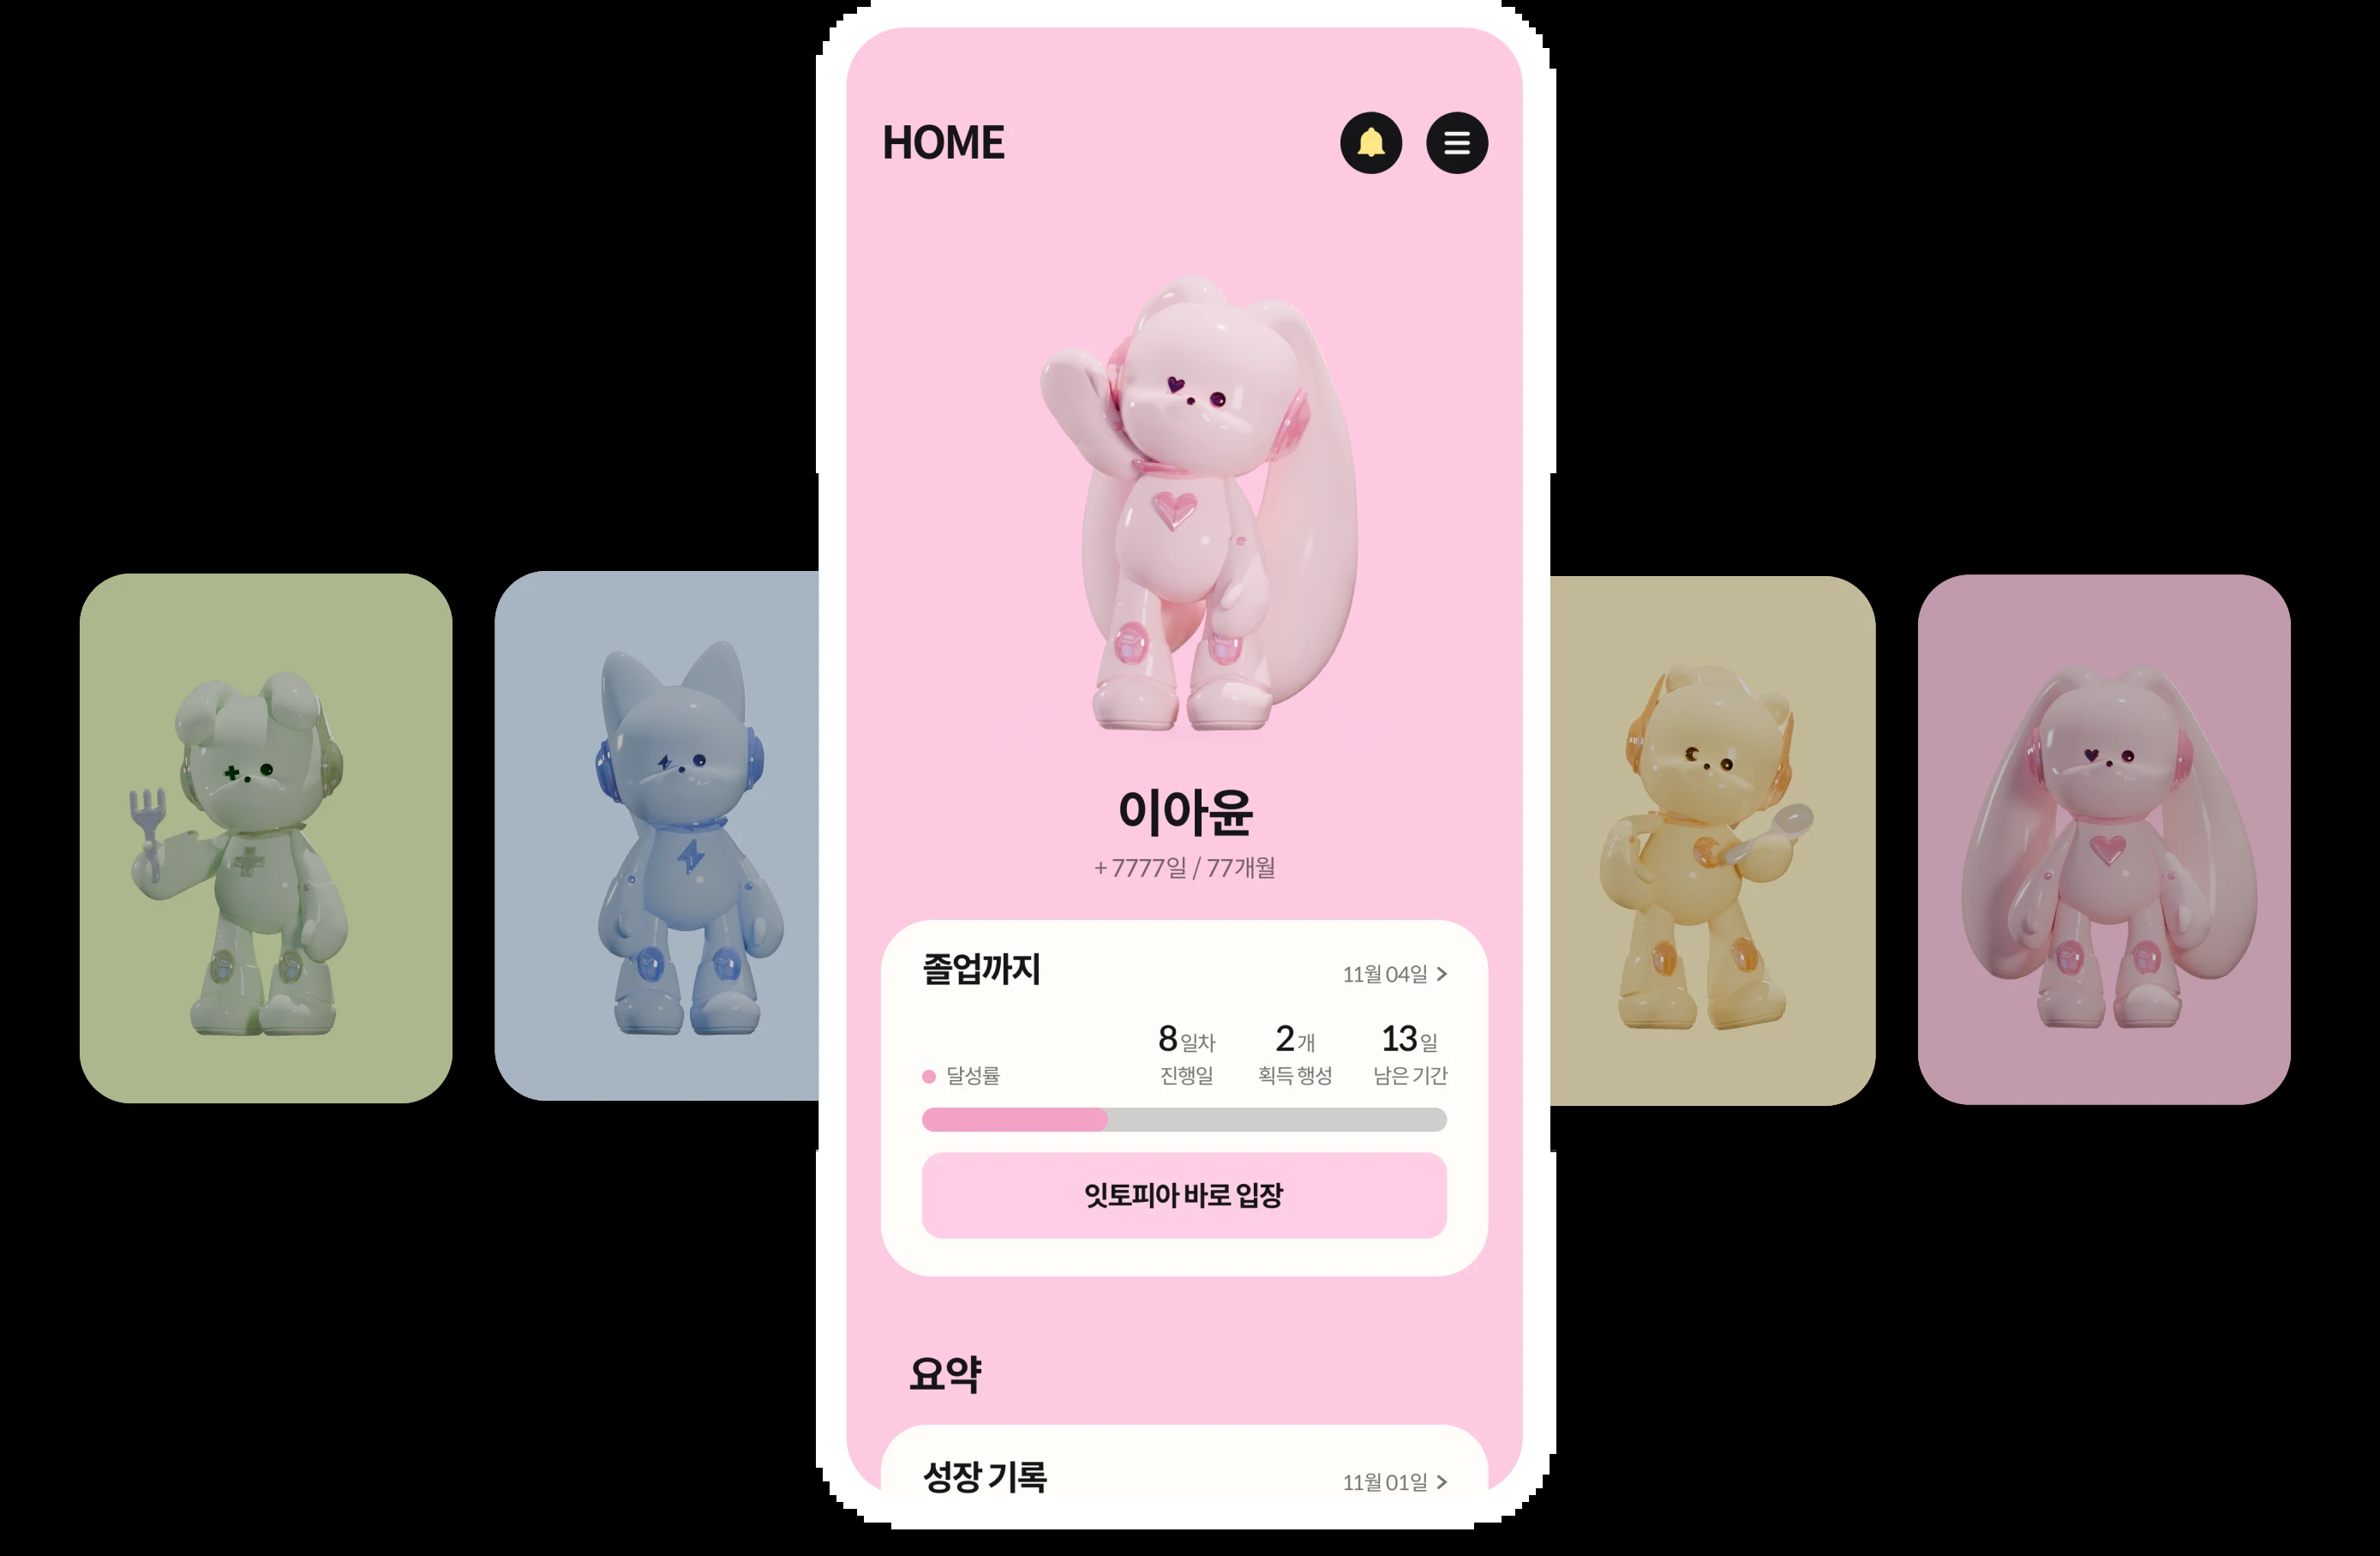 HOME
이아윤
+ 7777일 / 77개월
졸업까지
11월 04일
8일차
2개
13일
달성률
진행일
획득 행성
남은 기간
잇토피아 바로 입장
요약
성장 기록
11월 01일